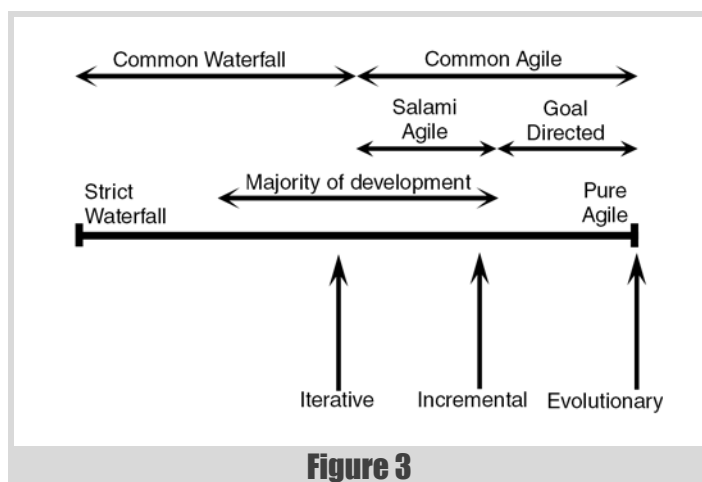 Common Waterfall
Common Agile
Salami
Agile
Goal
Directed
Majority of development
Strict
Waterfall
Pure
Agile
Iterative
Incremental
Evolutionary
Figure 3